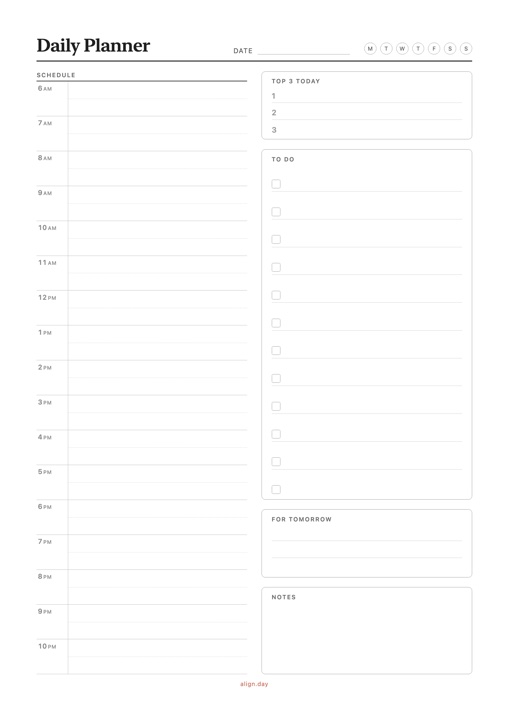 Daily Planner
DATE
M T W T F S S
SCHEDULE
6 AM
7 AM
8 AM
9 AM
10 AM
11 AM
12 PM
1 PM
2 PM
3 PM
4 PM
5 PM
6 PM
7 PM
8 PM
9 PM
10 PM
TOP 3 TODAY
1
2
3
TO DO
FOR TOMORROW
NOTES
align.day